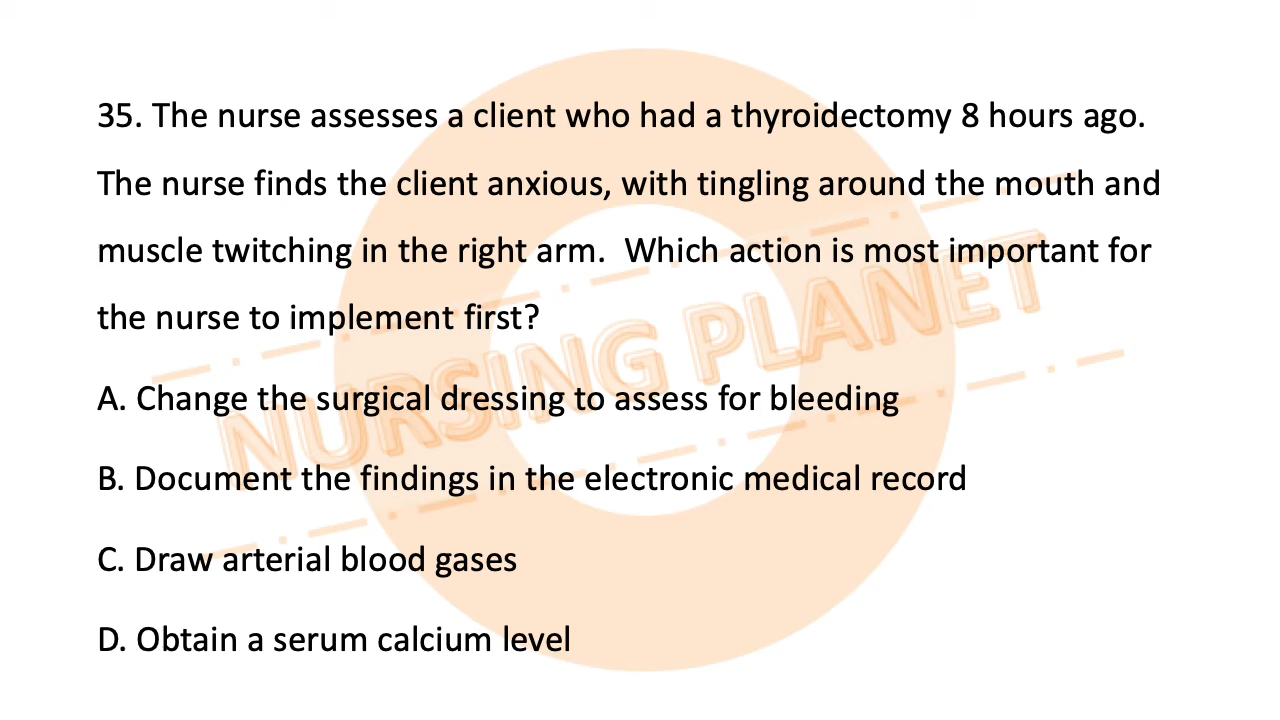 35. The nurse assesses a client who had a thyroidectomy 8 hours ago.
The nurse finds the client anxious, with tingling around the mouth and
muscle twitching in the right arm.  Which action is most important for
the nurse to implement first?
A. Change the surgical dressing to assess for bleeding
B. Document the findings in the electronic medical record
C. Draw arterial blood gases
D. Obtain a serum calcium level
NURSING PLANET